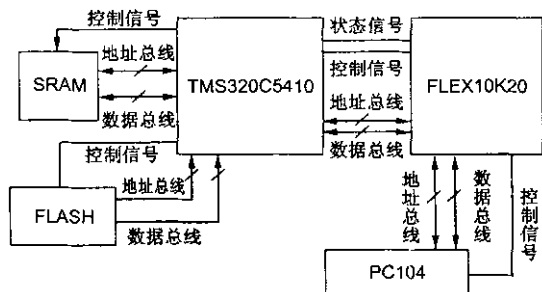 控制信号
地址总线
SRAM
数据总线
TMS320C5410
状态信号
控制信号
地址总线
数据总线
FLEX10K20
控制信号
地址总线
FLASH
数据总线
地址总线
数据总线
控制信号
PC104